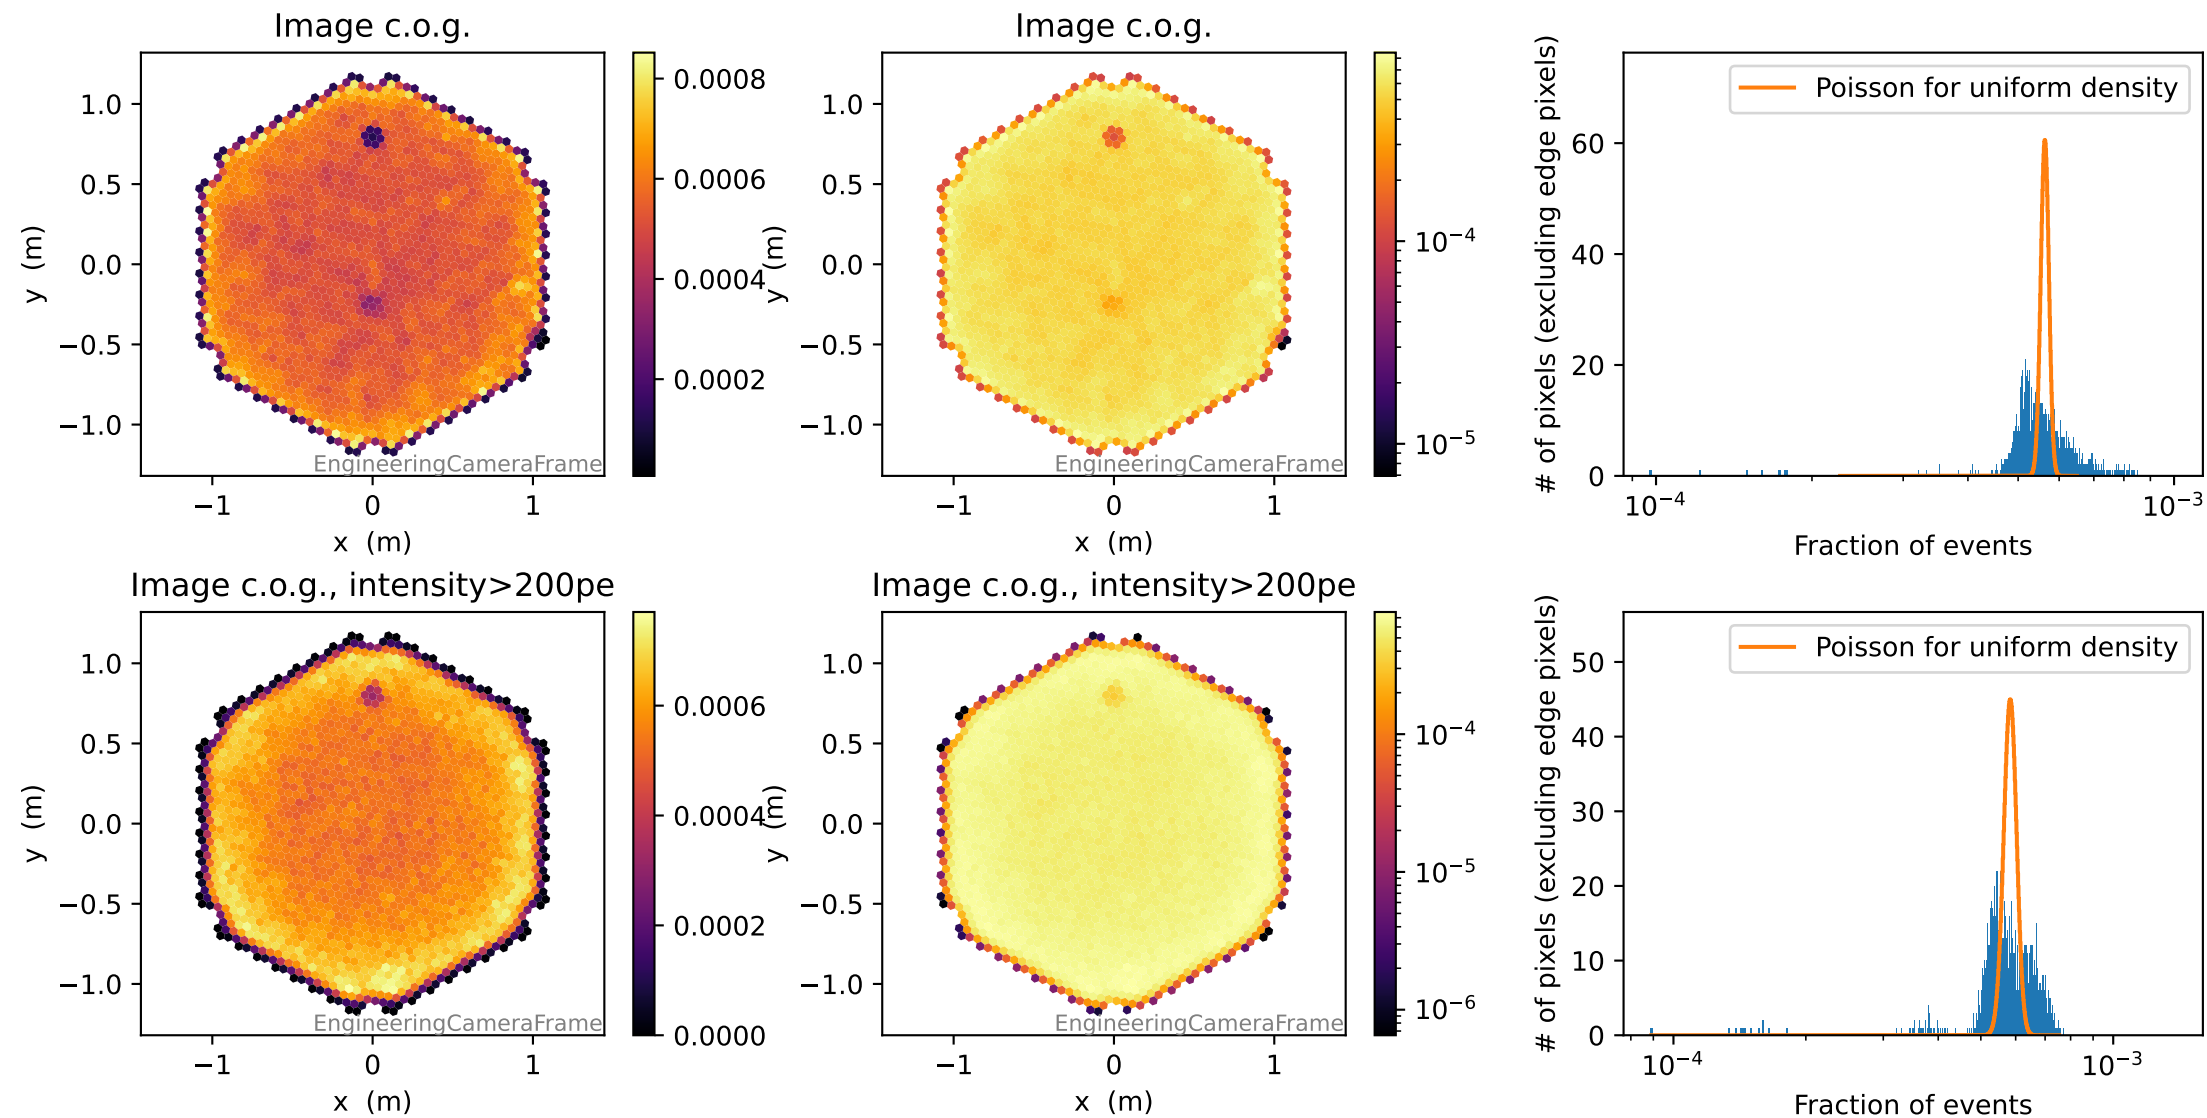 Image c.o.g.
1.0
0.5
0.0
−0.5
−1.0
y (m)
−1 0 1
x (m)
EngineeringCameraFrame
0.0008
0.0006
0.0004
0.0002
Image c.o.g.
1.0
0.5
0.0
−0.5
−1.0
y (m)
−1 0 1
x (m)
EngineeringCameraFrame
10⁻⁴
10⁻⁵
# of pixels (excluding edge pixels)
60
40
20
0
Poisson for uniform density
10⁻⁴ 10⁻³
Fraction of events
Image c.o.g., intensity>200pe
1.0
0.5
0.0
−0.5
−1.0
y (m)
−1 0 1
x (m)
EngineeringCameraFrame
0.0006
0.0004
0.0002
0.0000
Image c.o.g., intensity>200pe
1.0
0.5
0.0
−0.5
−1.0
y (m)
−1 0 1
x (m)
EngineeringCameraFrame
10⁻⁴
10⁻⁵
10⁻⁶
# of pixels (excluding edge pixels)
50
40
30
20
10
0
Poisson for uniform density
10⁻⁴ 10⁻³
Fraction of events